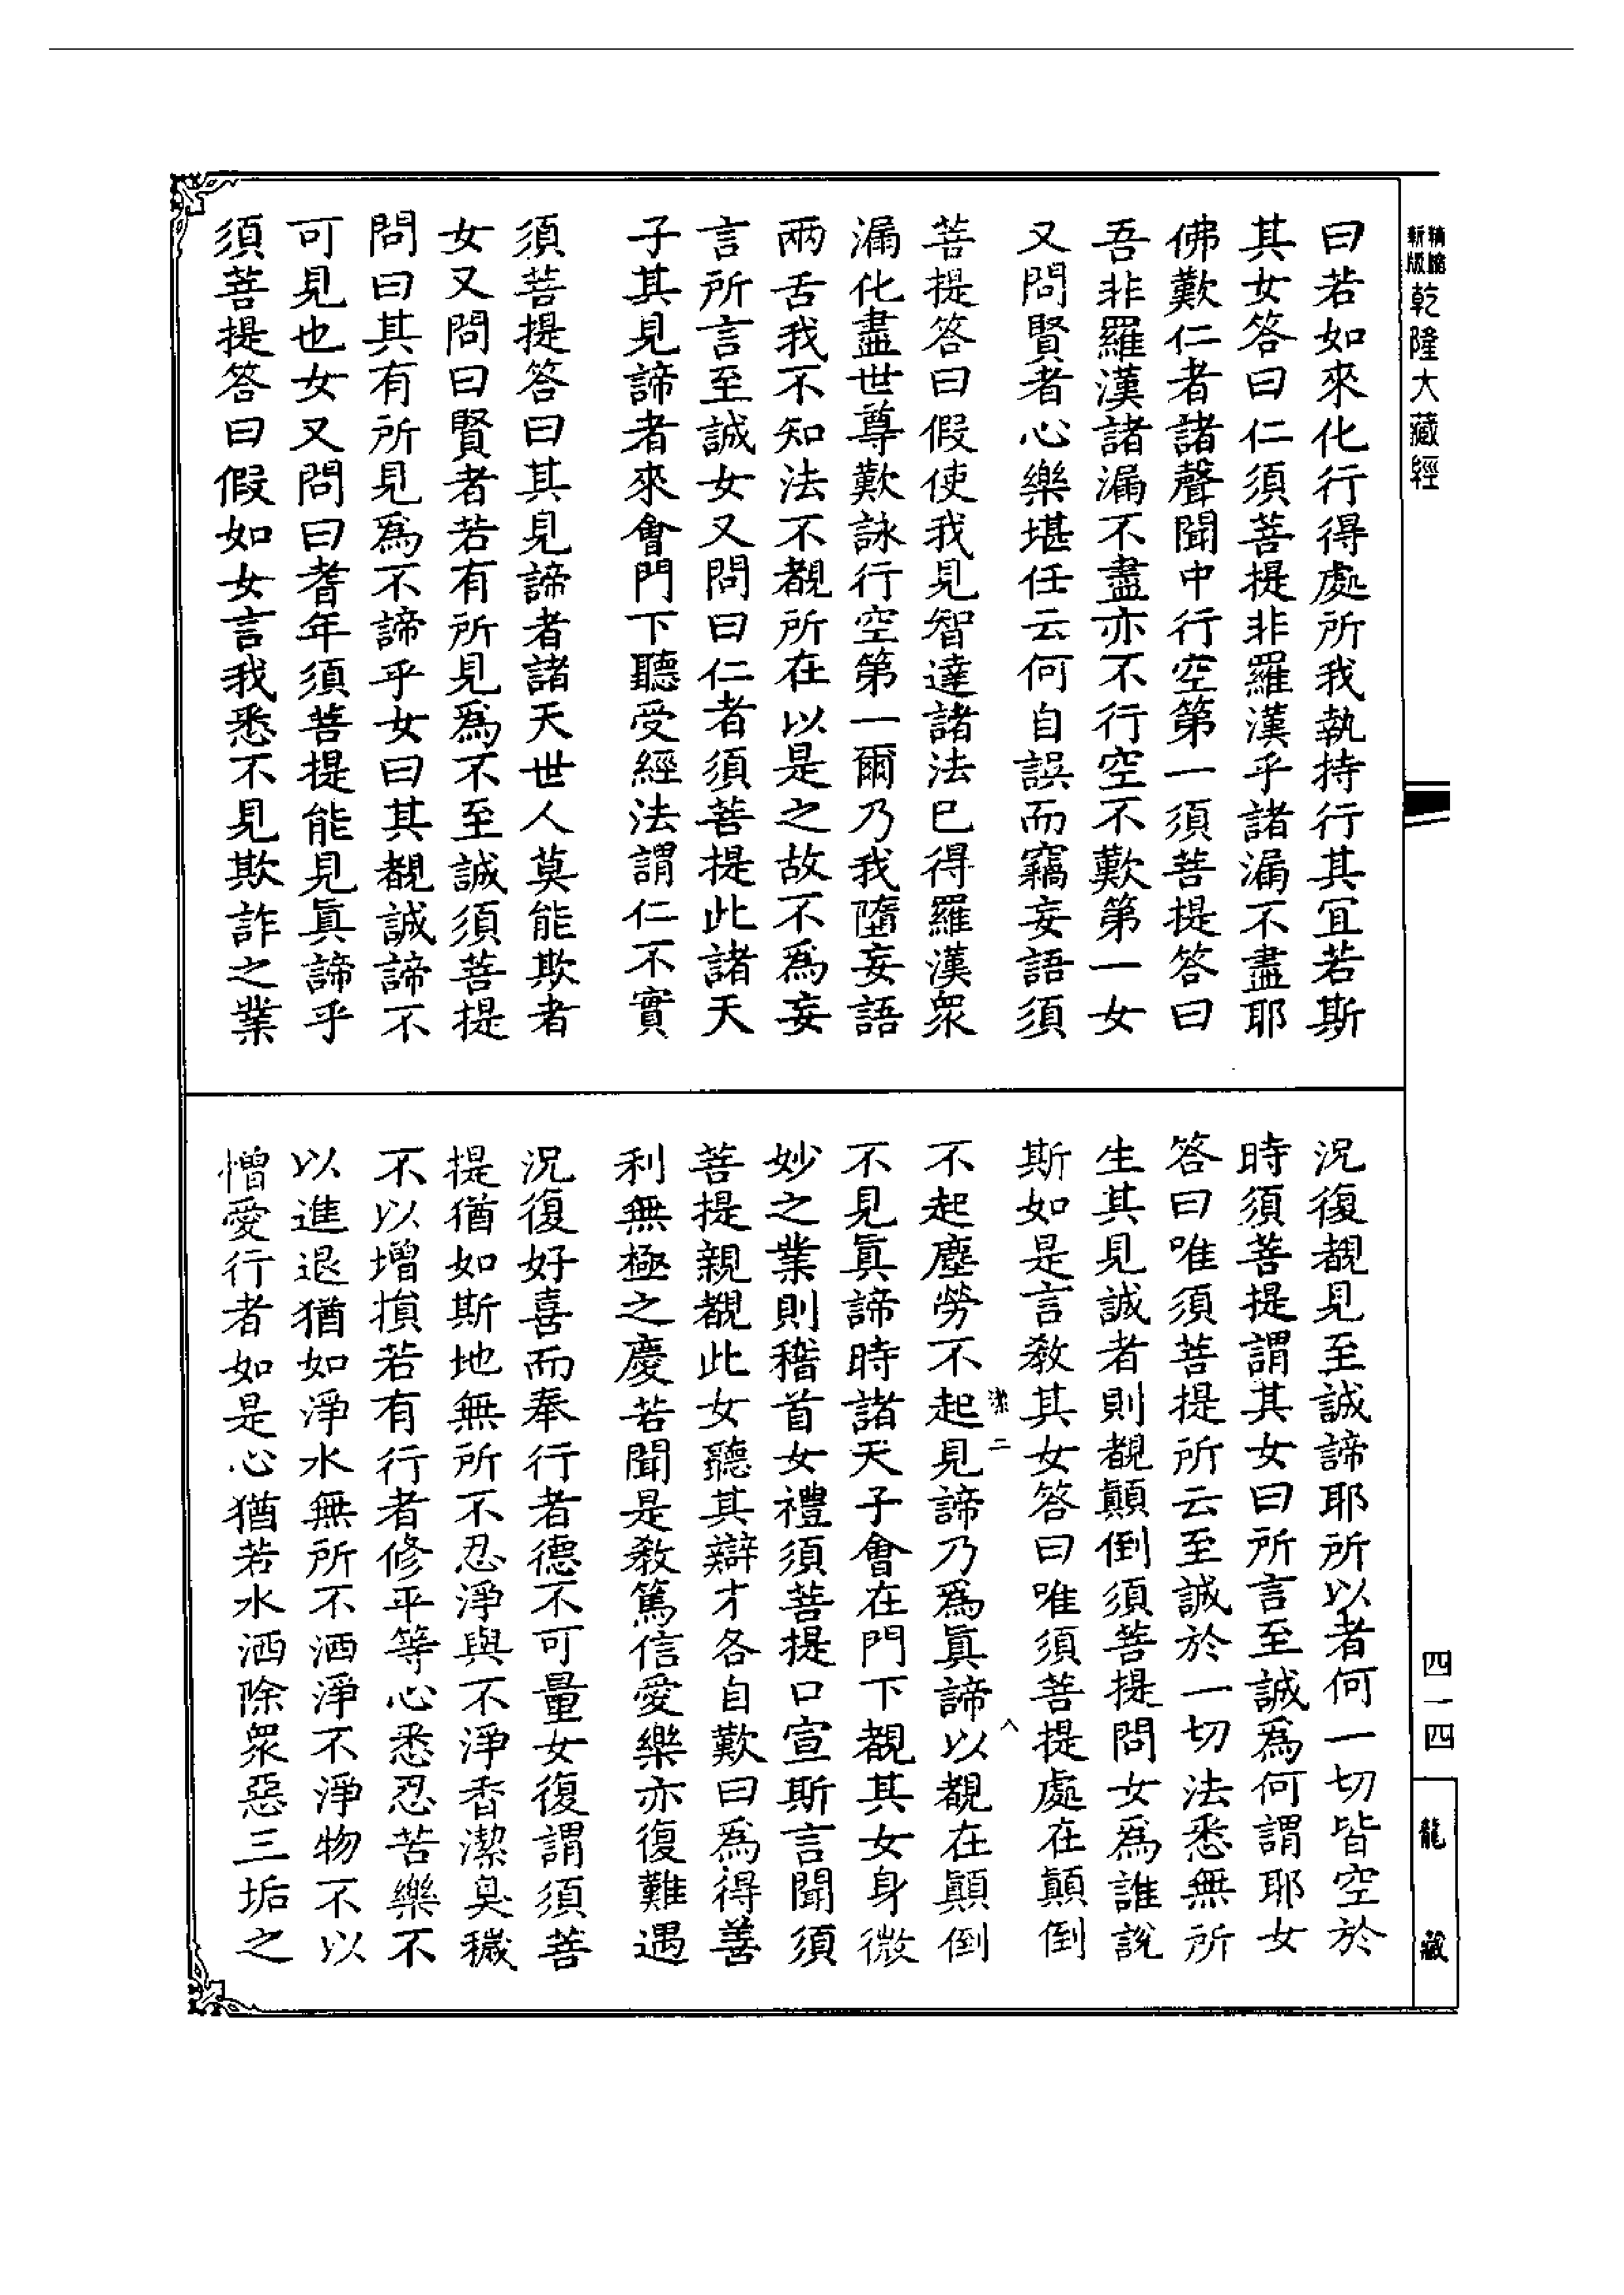 精縮新版乾隆大藏經
曰若如來化行得處所我執持行其宜若斯
其女答曰仁須菩提非羅漢乎諸漏不盡耶
佛歎仁者諸聲聞中行空第一須菩提答曰
吾非羅漢諸漏不盡亦不行空不歎第一女
又問賢者心樂堪任云何自誤而竊妄語須
菩提答曰假使我見智達諸法已得羅漢眾
漏化盡世尊歎詠行空第一爾乃我墮妄語
兩舌我不知法不覩所在以是之故不為妄
言所言至誠女又問曰仁者須菩提此諸天
子其見諦者來會門下聽受經法謂仁不實
須菩提答曰其見諦者諸天世人莫能欺者
女又問曰賢者若有所見為不至誠須菩提
問曰其有所見為不諦乎女曰其覩誠諦不
可見也女又問曰耆年須菩提能見真諦乎
須菩提答曰假如女言我悉不見欺詐之業
況復覩見至誠諦耶所以者何一切皆空於
時須菩提謂其女曰所言至誠為何謂耶女
答曰唯須菩提所云至誠於一切法悉無所
生其見誠者則覩顛倒須菩提問女為誰說
斯如是言教其女答曰唯須菩提處在顛倒
潔二 八
不起塵勞不起見諦乃為真諦以覩在顛倒
不見真諦時諸天子會在門下覩其女身微
妙之業則稽首女禮須菩提口宣斯言聞須
菩提親覩此女聽其辯才各自歎曰為得善
利無極之慶若聞是教篤信愛樂亦復難遇
況復好喜而奉行者德不可量女復謂須菩
提猶如斯地無所不忍淨與不淨香潔臭穢
不以增損若有行者修平等心悉忍苦樂不
以進退猶如淨水無所不洒淨不淨物不以
憎愛行者如是心猶若水洒除眾惡三垢之
四一四
龍藏